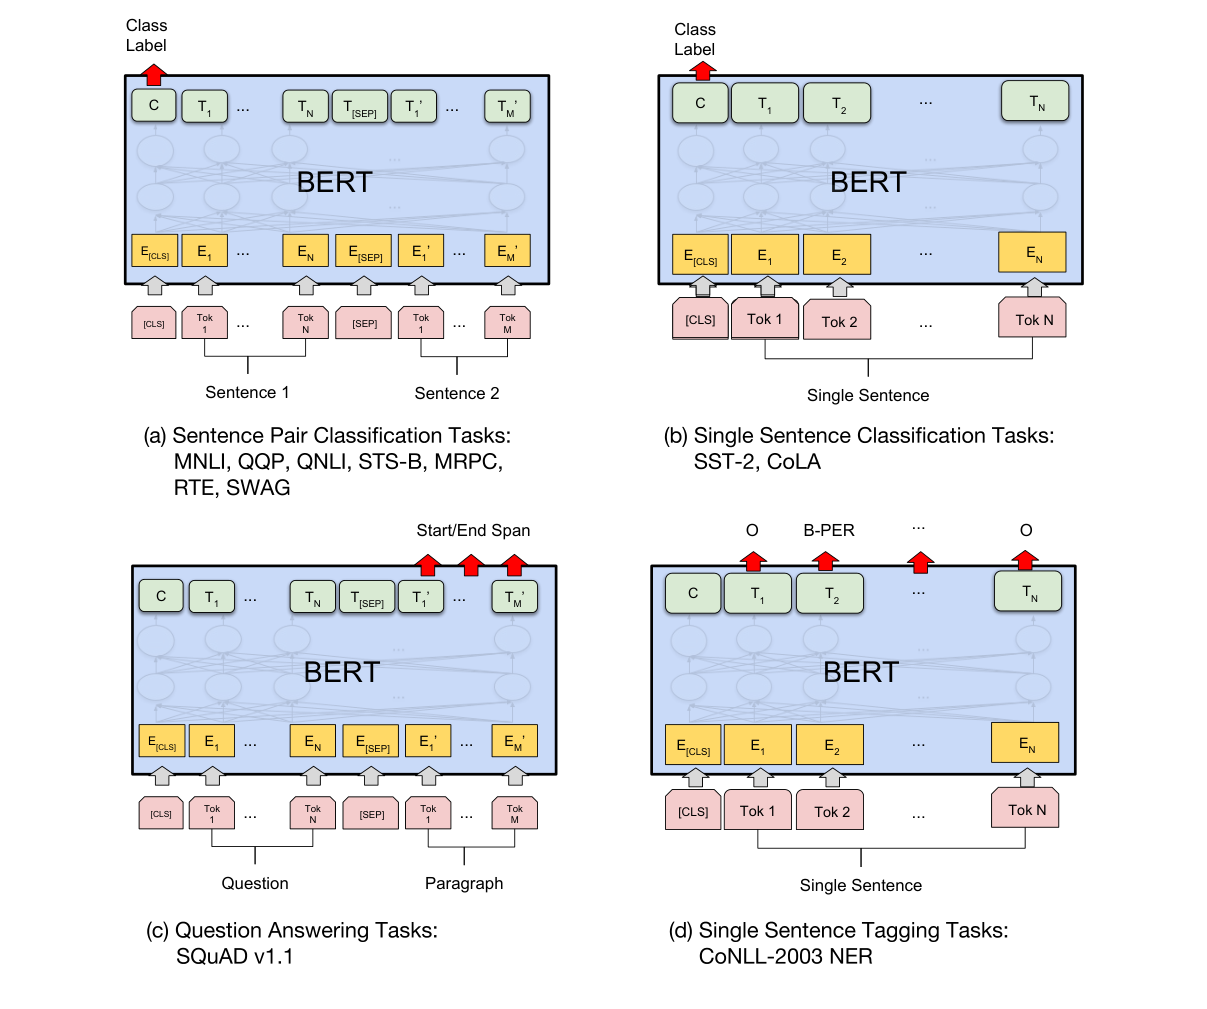 Class
Label
C T1 ... TN T[SEP] T1’ ... TM’
...
BERT
...
E[CLS] E1 ... EN E[SEP] E1’ ... EM’
[CLS] Tok 1 ... Tok N [SEP] Tok 1 ... Tok M
Sentence 1 Sentence 2
(a) Sentence Pair Classification Tasks:
MNLI, QQP, QNLI, STS-B, MRPC,
RTE, SWAG
Class
Label
C T1 T2 ... TN
...
BERT
...
E[CLS] E1 E2 ... EN
[CLS] Tok 1 Tok 2 ... Tok N
Single Sentence
(b) Single Sentence Classification Tasks:
SST-2, CoLA
Start/End Span
C T1 ... TN T[SEP] T1’ ... TM’
...
BERT
...
E[CLS] E1 ... EN E[SEP] E1’ ... EM’
[CLS] Tok 1 ... Tok N [SEP] Tok 1 ... Tok M
Question Paragraph
(c) Question Answering Tasks:
SQuAD v1.1
O B-PER ... O
C T1 T2 ... TN
...
BERT
...
E[CLS] E1 E2 ... EN
[CLS] Tok 1 Tok 2 ... Tok N
Single Sentence
(d) Single Sentence Tagging Tasks:
CoNLL-2003 NER